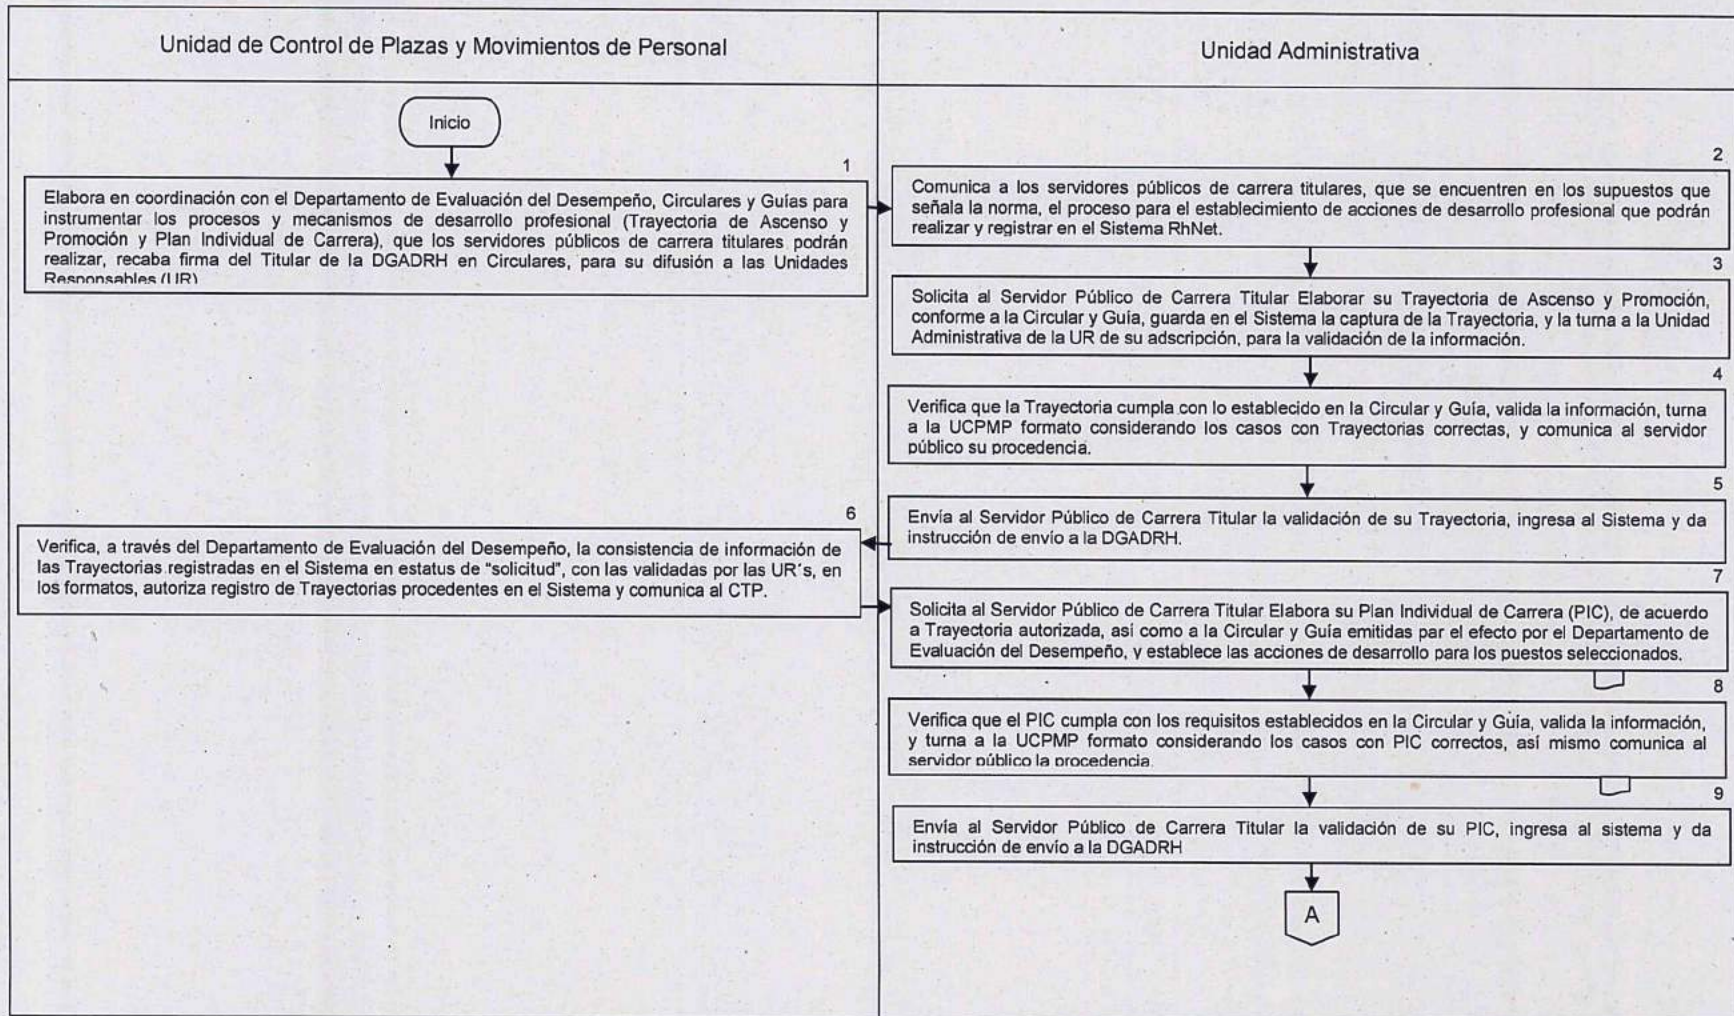 Unidad de Control de Plazas y Movimientos de Personal
Unidad Administrativa
Inicio
1
Elabora en coordinación con el Departamento de Evaluación del Desempeño, Circulares y Guías para
instrumentar los procesos y mecanismos de desarrollo profesional (Trayectoria de Ascenso y
Promoción y Plan Individual de Carrera), que los servidores públicos de carrera titulares podrán
realizar, recaba firma del Titular de la DGADRH en Circulares, para su difusión a las Unidades
Responsables (UR)
2
Comunica a los servidores públicos de carrera titulares, que se encuentren en los supuestos que
señala la norma, el proceso para el establecimiento de acciones de desarrollo profesional que podrán
realizar y registrar en el Sistema RhNet.
3
Solicita al Servidor Público de Carrera Titular Elaborar su Trayectoria de Ascenso y Promoción,
conforme a la Circular y Guía, guarda en el Sistema la captura de la Trayectoria, y la turna a la Unidad
Administrativa de la UR de su adscripción, para la validación de la información.
4
Verifica que la Trayectoria cumpla con lo establecido en la Circular y Guía, valida la información, turna
a la UCPMP formato considerando los casos con Trayectorias correctas, y comunica al servidor
público su procedencia.
5
Envía al Servidor Público de Carrera Titular la validación de su Trayectoria, ingresa al Sistema y da
instrucción de envío a la DGADRH.
6
Verifica, a través del Departamento de Evaluación del Desempeño, la consistencia de información de
las Trayectorias registradas en el Sistema en estatus de "solicitud", con las validadas por las UR´s, en
los formatos, autoriza registro de Trayectorias procedentes en el Sistema y comunica al CTP.
7
Solicita al Servidor Público de Carrera Titular Elabora su Plan Individual de Carrera (PIC), de acuerdo
a Trayectoria autorizada, así como a la Circular y Guía emitidas par el efecto por el Departamento de
Evaluación del Desempeño, y establece las acciones de desarrollo para los puestos seleccionados.
8
Verifica que el PIC cumpla con los requisitos establecidos en la Circular y Guía, valida la información,
y turna a la UCPMP formato considerando los casos con PIC correctos, así mismo comunica al
servidor público la procedencia.
9
Envía al Servidor Público de Carrera Titular la validación de su PIC, ingresa al sistema y da
instrucción de envío a la DGADRH
A